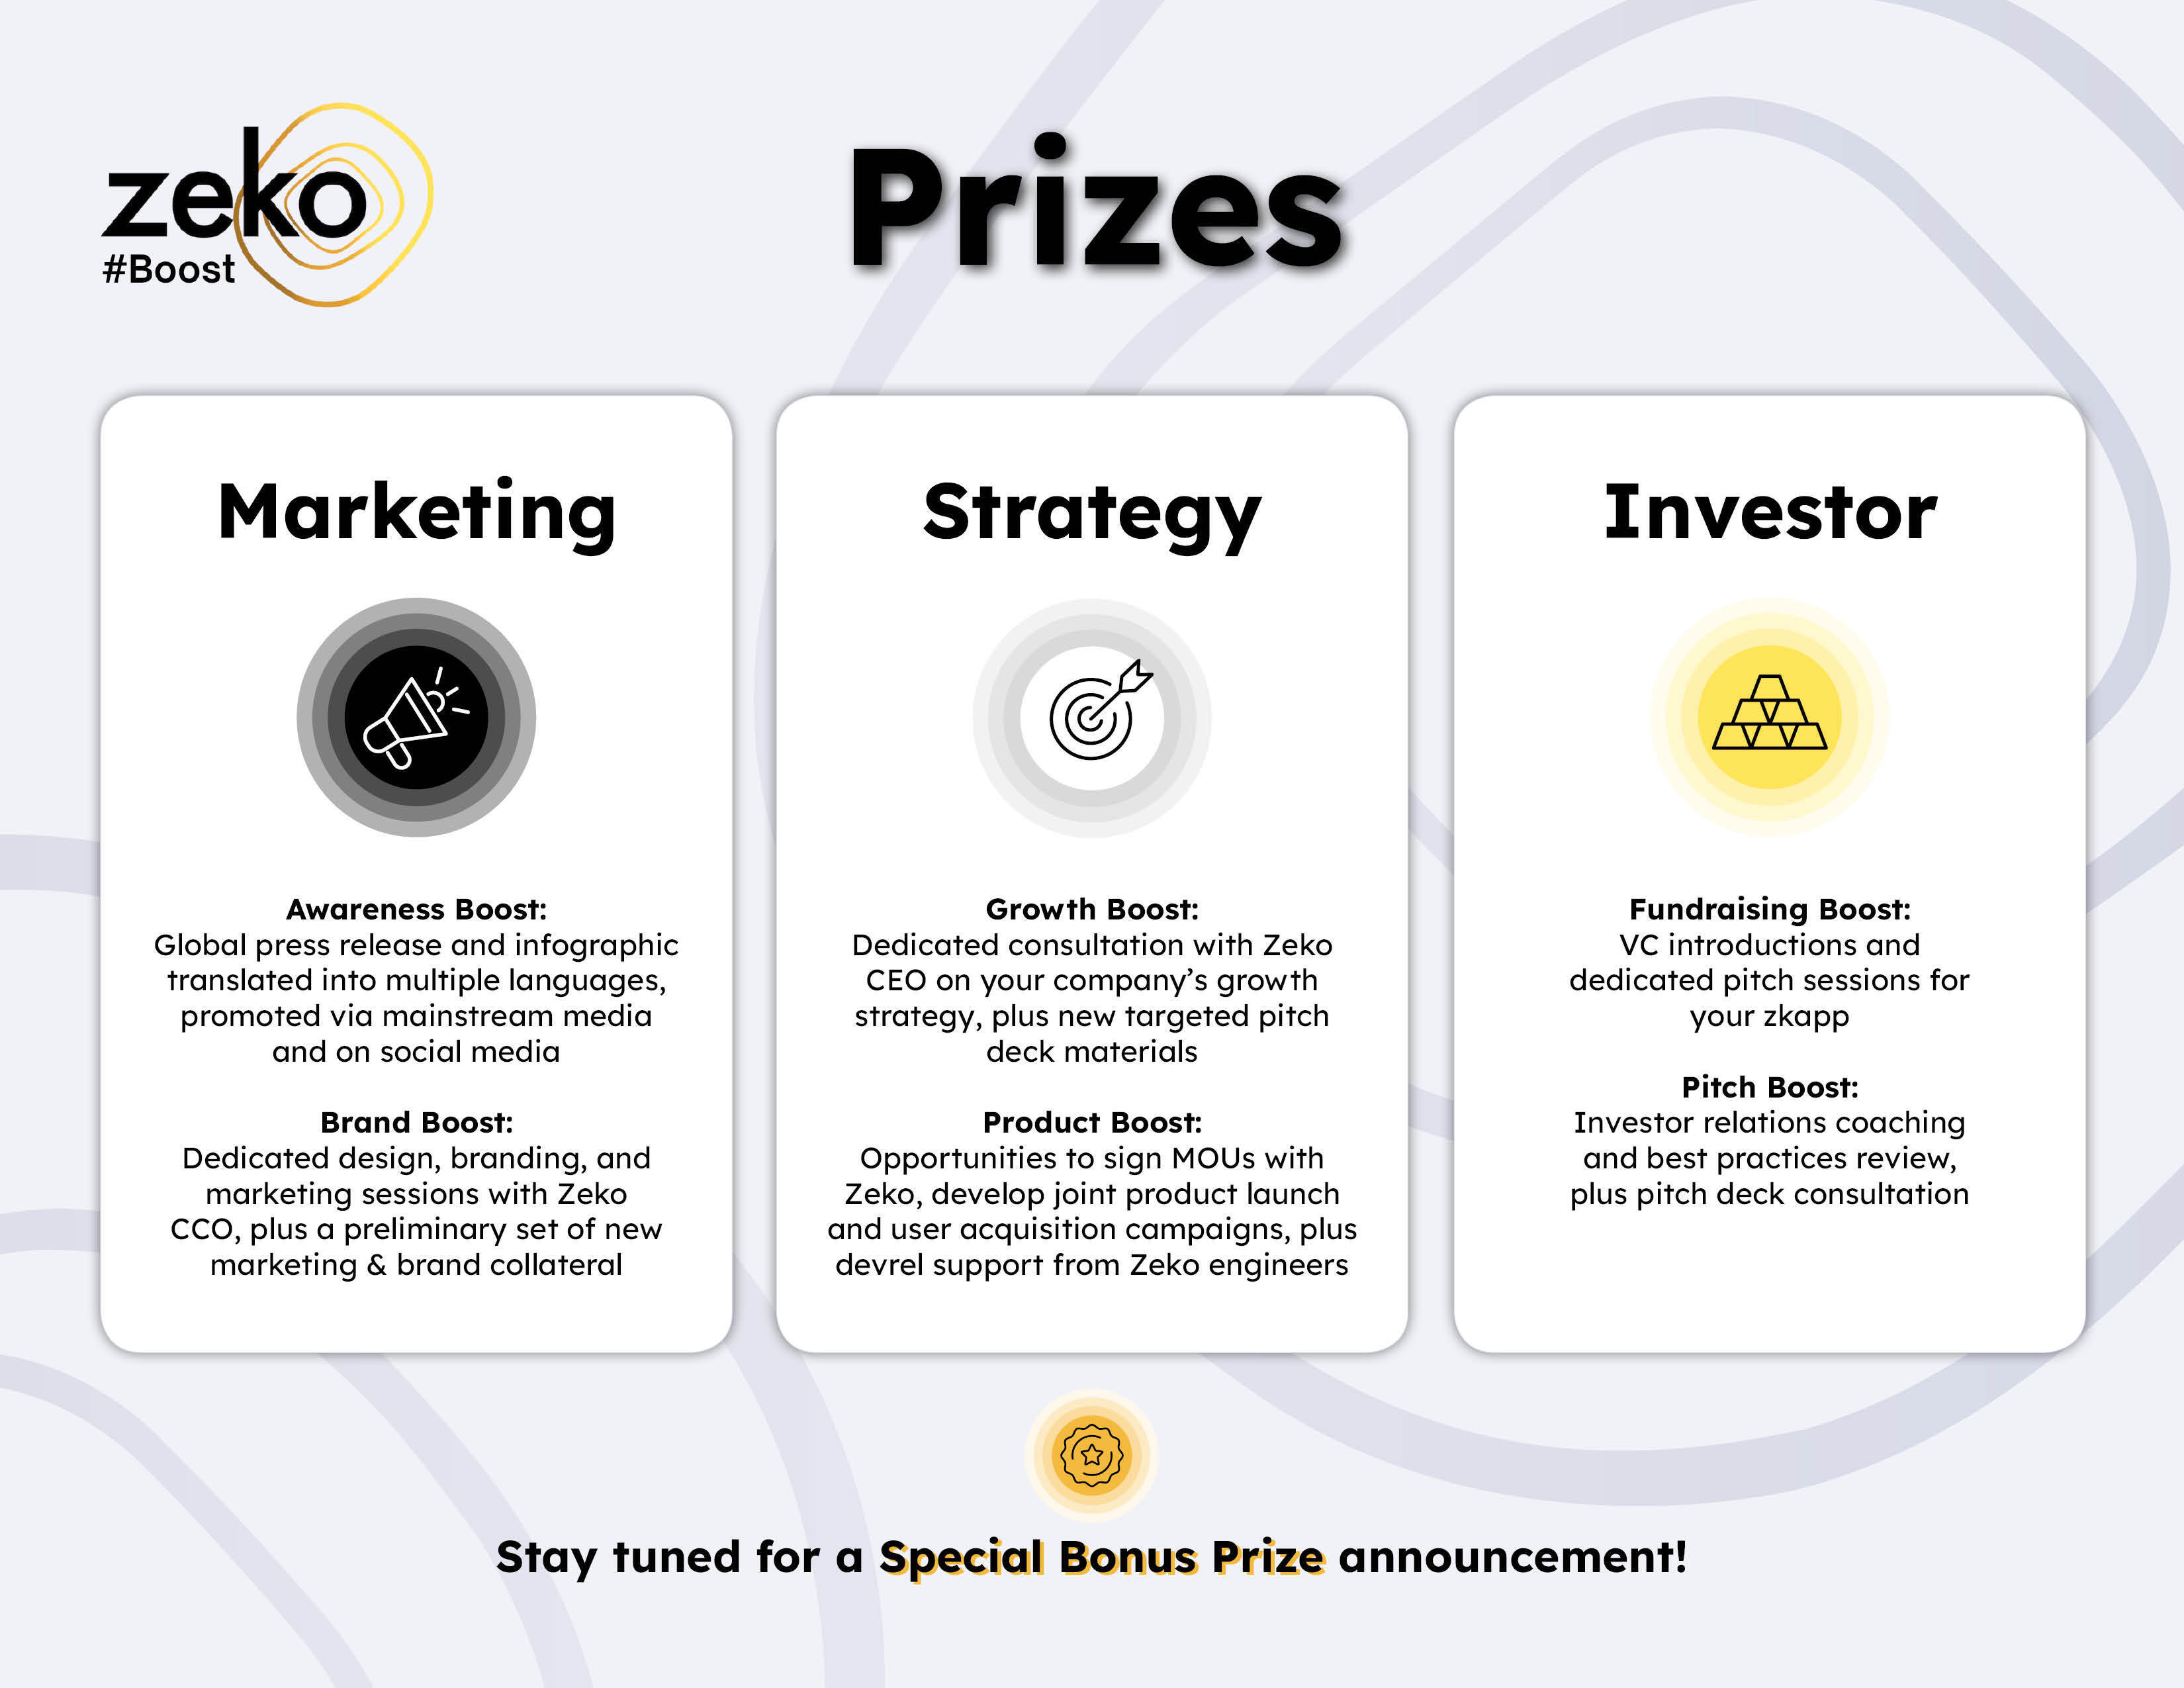 zeko
#Boost
Prizes
Marketing
Awareness Boost:
Global press release and infographic
translated into multiple languages,
promoted via mainstream media
and on social media
Brand Boost:
Dedicated design, branding, and
marketing sessions with Zeko
CCO, plus a preliminary set of new
marketing & brand collateral
Strategy
Growth Boost:
Dedicated consultation with Zeko
CEO on your company’s growth
strategy, plus new targeted pitch
deck materials
Product Boost:
Opportunities to sign MOUs with
Zeko, develop joint product launch
and user acquisition campaigns, plus
devrel support from Zeko engineers
Investor
Fundraising Boost:
VC introductions and
dedicated pitch sessions for
your zkapp
Pitch Boost:
Investor relations coaching
and best practices review,
plus pitch deck consultation
Stay tuned for a Special Bonus Prize announcement!